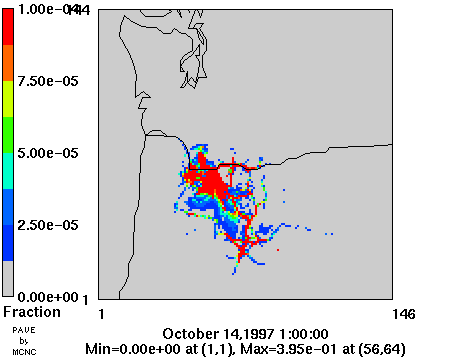 1.00e-04
144
7.50e-05
5.00e-05
2.50e-05
0.00e+00
1
Fraction
1
146
PAVE
by
MCNC
October 14,1997 1:00:00
Min=0.00e+00 at (1,1), Max=3.95e-01 at (56,64)